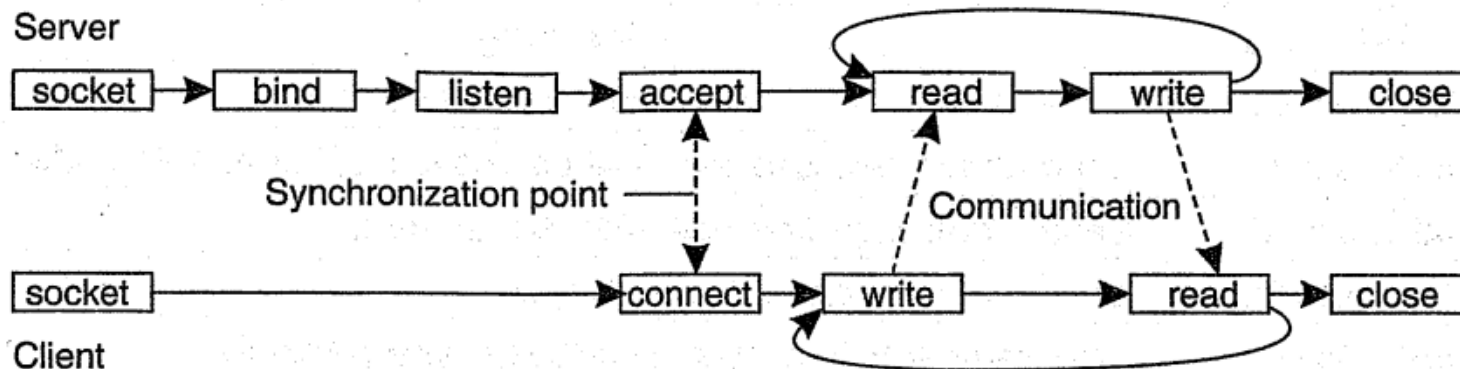 Server
socket bind listen accept read write close
Synchronization point
Communication
socket connect write read close
Client